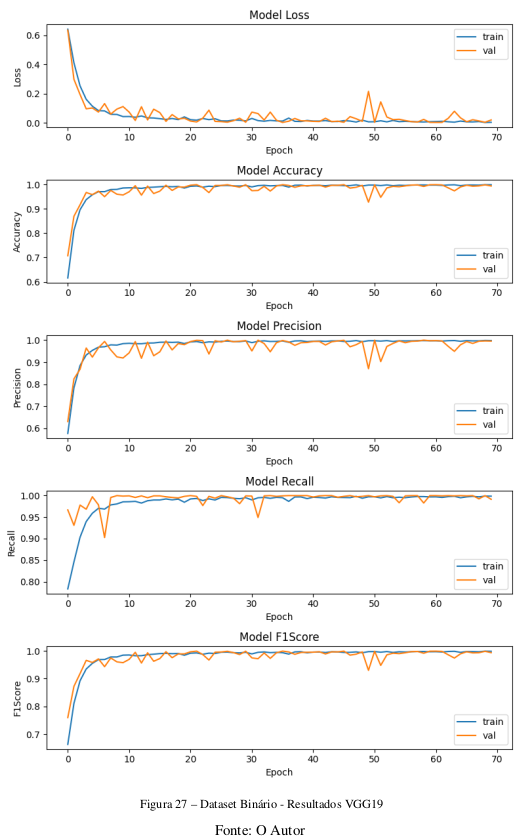 Model Loss
train
val
0.6
0.4
0.2
0.0
Loss
0 10 20 30 40 50 60 70
Epoch
Model Accuracy
1.0
0.9
0.8
0.7
0.6
Accuracy
train
val
0 10 20 30 40 50 60 70
Epoch
Model Precision
1.0
0.9
0.8
0.7
0.6
Precision
train
val
0 10 20 30 40 50 60 70
Epoch
Model Recall
1.00
0.95
0.90
0.85
0.80
Recall
train
val
0 10 20 30 40 50 60 70
Epoch
Model F1Score
1.0
0.9
0.8
0.7
F1Score
train
val
0 10 20 30 40 50 60 70
Epoch
Figura 27 – Dataset Binário - Resultados VGG19
Fonte: O Autor